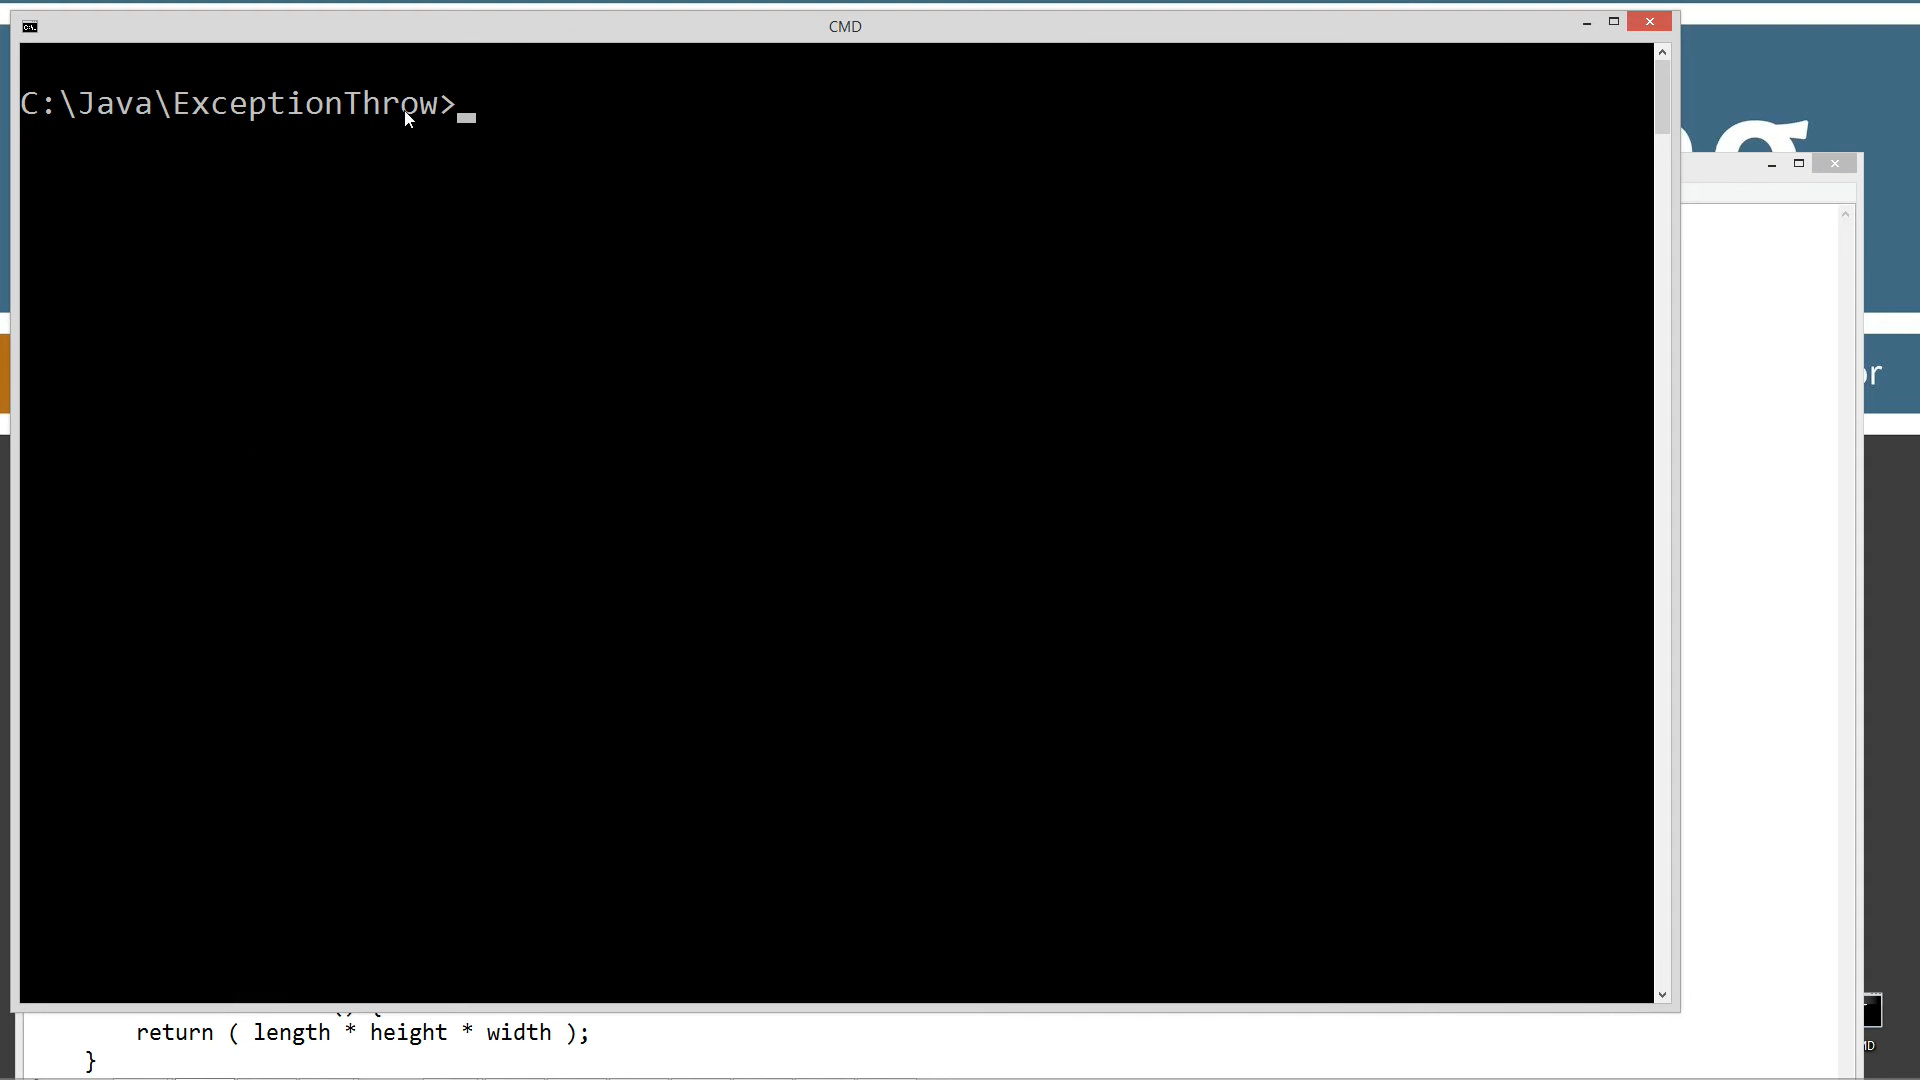 CMD
C:\Java\ExceptionThrow>
return ( length * height * width );
}